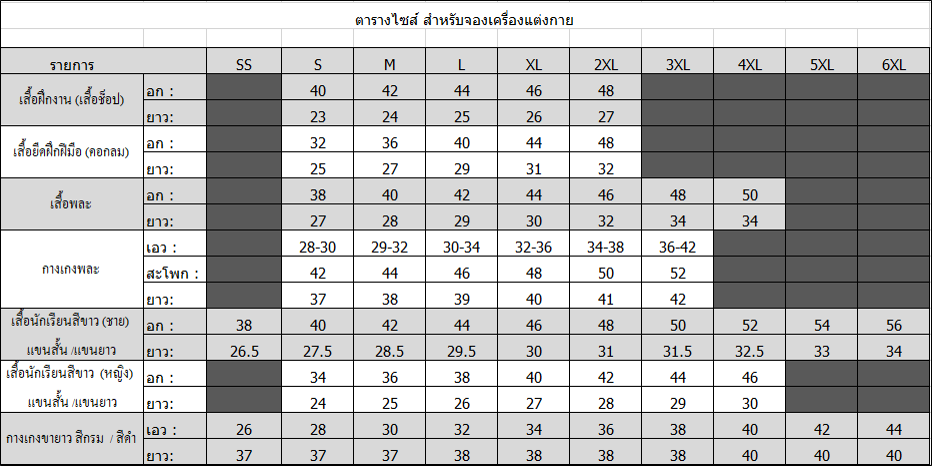 ตารางไซส์ สำหรับจองเครื่องแต่งกาย
รายการ SS S M L XL 2XL 3XL 4XL 5XL 6XL
เสื้อฝึกงาน (เสื้อช็อป) อก : 40 42 44 46 48
ยาว: 23 24 25 26 27
เสื้อยืดฝึกฝีมือ (คอกลม) อก : 32 36 40 44 48
ยาว: 25 27 29 31 32
เสื้อพละ อก : 38 40 42 44 46 48 50
ยาว: 27 28 29 30 32 34 34
กางเกงพละ เอว : 28-30 29-32 30-34 32-36 34-38 36-42
สะโพก : 42 44 46 48 50 52
ยาว: 37 38 39 40 41 42
เสื้อนักเรียนสีขาว (ชาย) อก : 38 40 42 44 46 48 50 52 54 56
แขนสั้น /แขนยาว ยาว: 26.5 27.5 28.5 29.5 30 31 31.5 32.5 33 34
เสื้อนักเรียนสีขาว (หญิง) อก : 34 36 38 40 42 44 46
แขนสั้น /แขนยาว ยาว: 24 25 26 27 28 29 30
กางเกงขายาว สีกรม / สีดำ เอว : 26 28 30 32 34 36 38 40 42 44
ยาว: 37 37 37 38 38 38 38 40 40 40